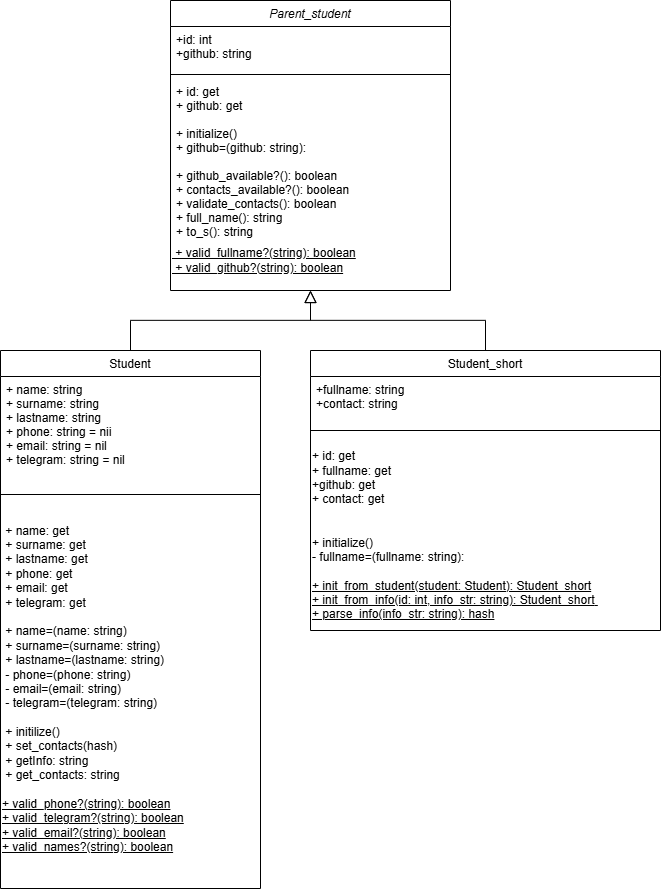 Parent_student
+id: int
+github: string
+ id: get
+ github: get
+ initialize()
+ github=(github: string):
+ github_available?(): boolean
+ contacts_available?(): boolean
+ validate_contacts(): boolean
+ full_name(): string
+ to_s(): string
+ valid_fullname?(string): boolean
+ valid_github?(string): boolean
Student
+ name: string
+ surname: string
+ lastname: string
+ phone: string = nii
+ email: string = nil
+ telegram: string = nil
+ name: get
+ surname: get
+ lastname: get
+ phone: get
+ email: get
+ telegram: get
+ name=(name: string)
+ surname=(surname: string)
+ lastname=(lastname: string)
- phone=(phone: string)
- email=(email: string)
- telegram=(telegram: string)
+ initilize()
+ set_contacts(hash)
+ getInfo: string
+ get_contacts: string
+ valid_phone?(string): boolean
+ valid_telegram?(string): boolean
+ valid_email?(string): boolean
+ valid_names?(string): boolean
Student_short
+fullname: string
+contact: string
+ id: get
+ fullname: get
+github: get
+ contact: get
+ initialize()
- fullname=(fullname: string):
+ init_from_student(student: Student): Student_short
+ init_from_info(id: int, info_str: string): Student_short
+ parse_info(info_str: string): hash